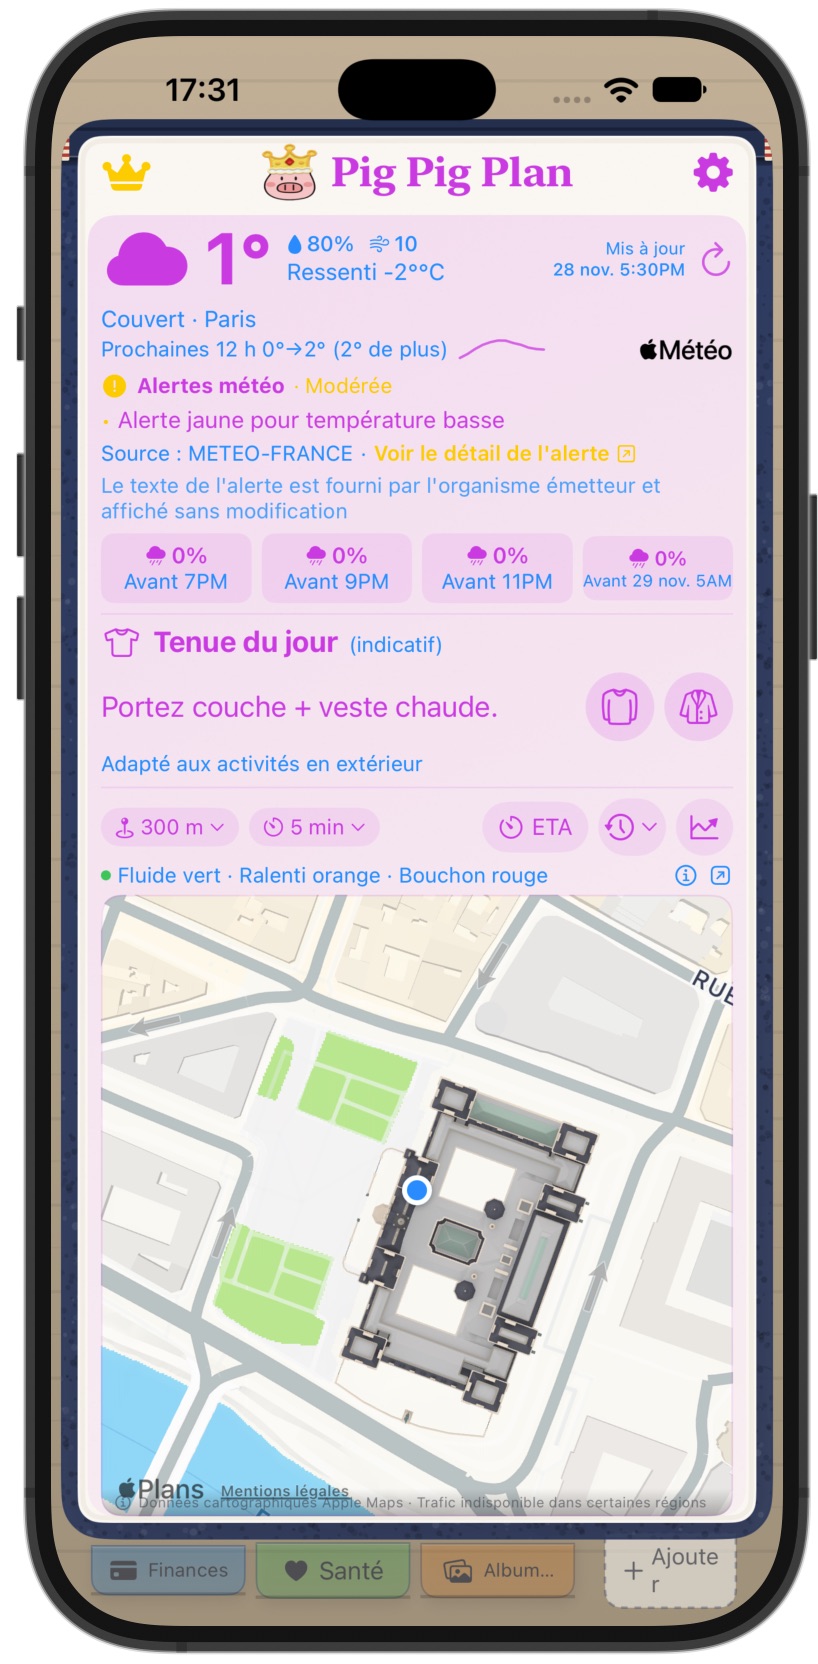 17:31
Pig Pig Plan
1° 80% 10
Ressenti -2°°C
Mis à jour
28 nov. 5:30PM
Couvert · Paris
Prochaines 12 h 0°→2° (2° de plus)
Météo
! Alertes météo · Modérée
· Alerte jaune pour température basse
Source : METEO-FRANCE · Voir le détail de l'alerte
Le texte de l'alerte est fourni par l'organisme émetteur et
affiché sans modification
0% 0% 0% 0%
Avant 7PM Avant 9PM Avant 11PM Avant 29 nov. 5AM
Tenue du jour (indicatif)
Portez couche + veste chaude.
Adapté aux activités en extérieur
300 m 5 min ETA
Fluide vert · Ralenti orange · Bouchon rouge
RUE
Plans Mentions légales
Données cartographiques Apple Maps · Trafic indisponible dans certaines régions
Finances Santé Album... + Ajoute
r